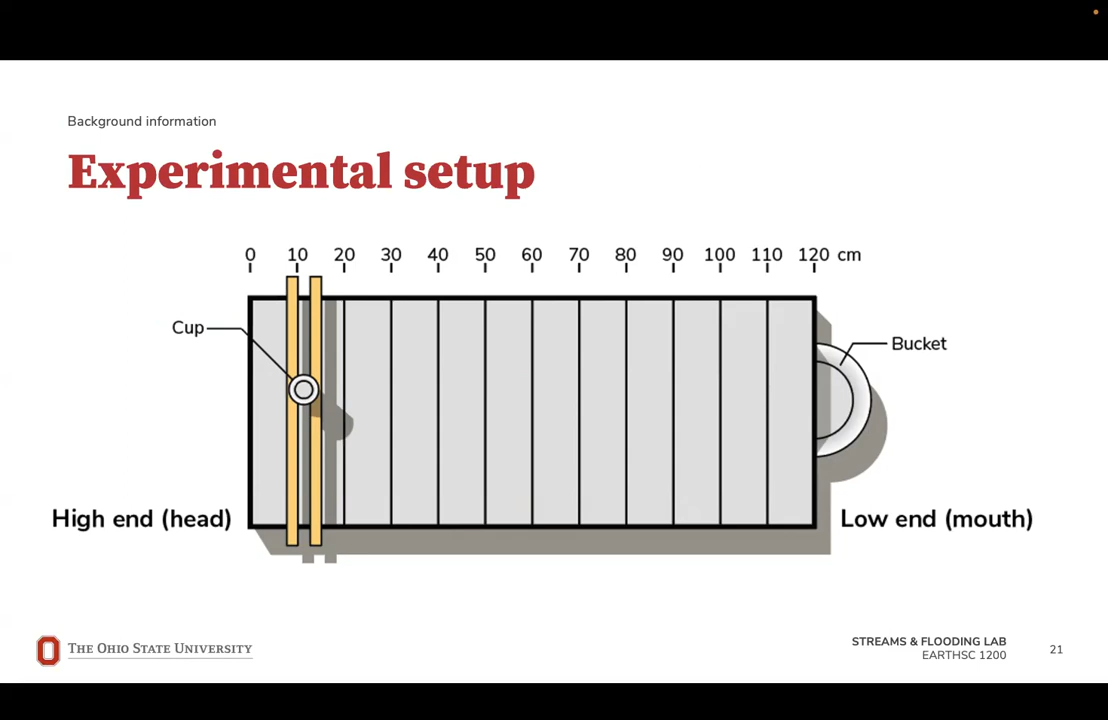 Background information
Experimental setup
0 10 20 30 40 50 60 70 80 90 100 110 120 cm
Cup
Bucket
High end (head)
Low end (mouth)
THE OHIO STATE UNIVERSITY
STREAMS & FLOODING LAB
EARTHSC 1200
21